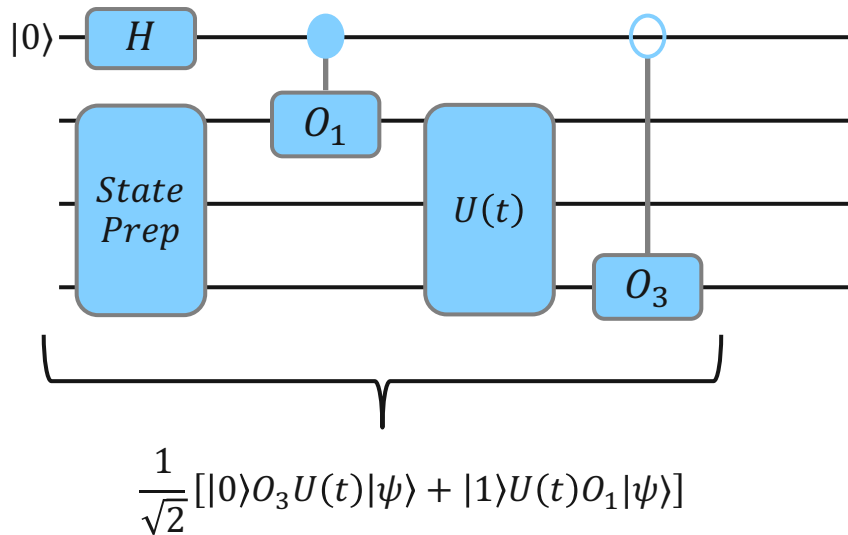 |0⟩ H
O₁
State
Prep
U(t)
O₃
1/√2 [|0⟩O₃U(t)|ψ⟩ + |1⟩U(t)O₁|ψ⟩]